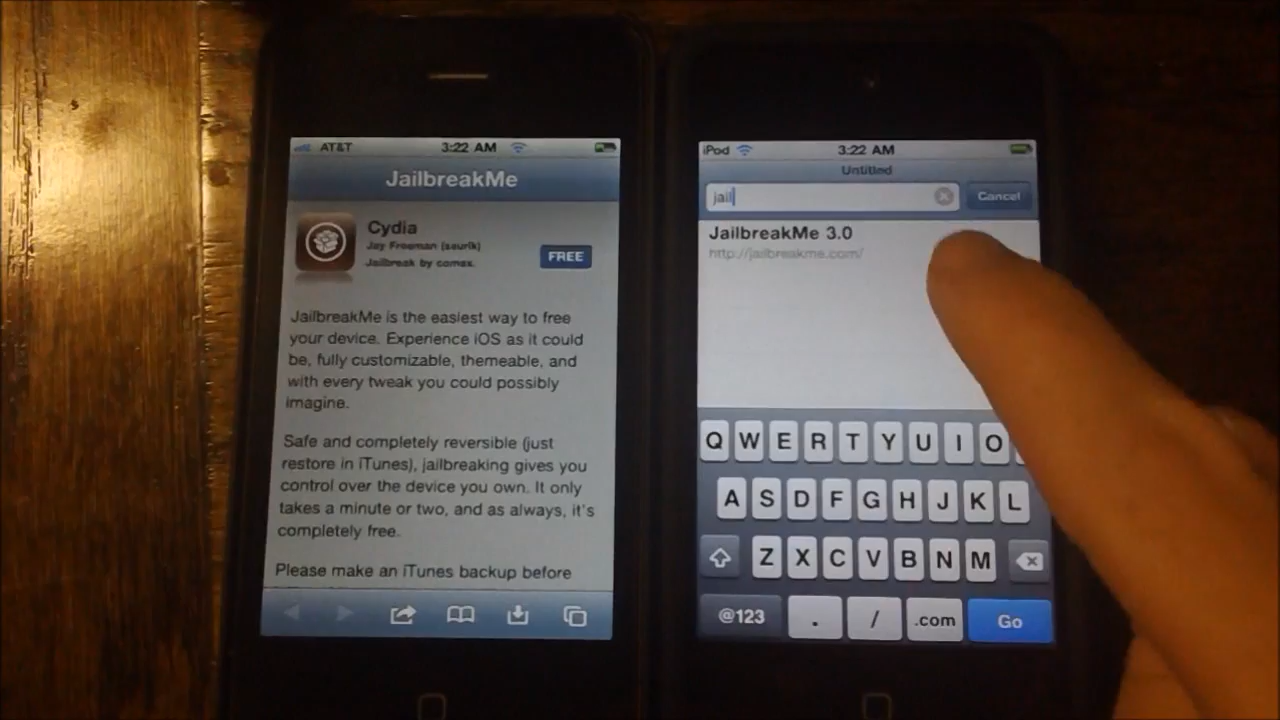 AT&T 3:22 AM
JailbreakMe
Cydia
Jay Freeman (saurik)
Jailbreak by comex.
FREE
JailbreakMe is the easiest way to free
your device. Experience iOS as it could
be, fully customizable, themeable, and
with every tweak you could possibly
imagine.
Safe and completely reversible (just
restore in iTunes), jailbreaking gives you
control over the device you own. It only
takes a minute or two, and as always, it's
completely free.
Please make an iTunes backup before
iPod 3:22 AM
Untitled
jail Cancel
JailbreakMe 3.0
http://jailbreakme.com/
Q W E R T Y U I O
A S D F G H J K L
Z X C V B N M
@123 . / .com Go